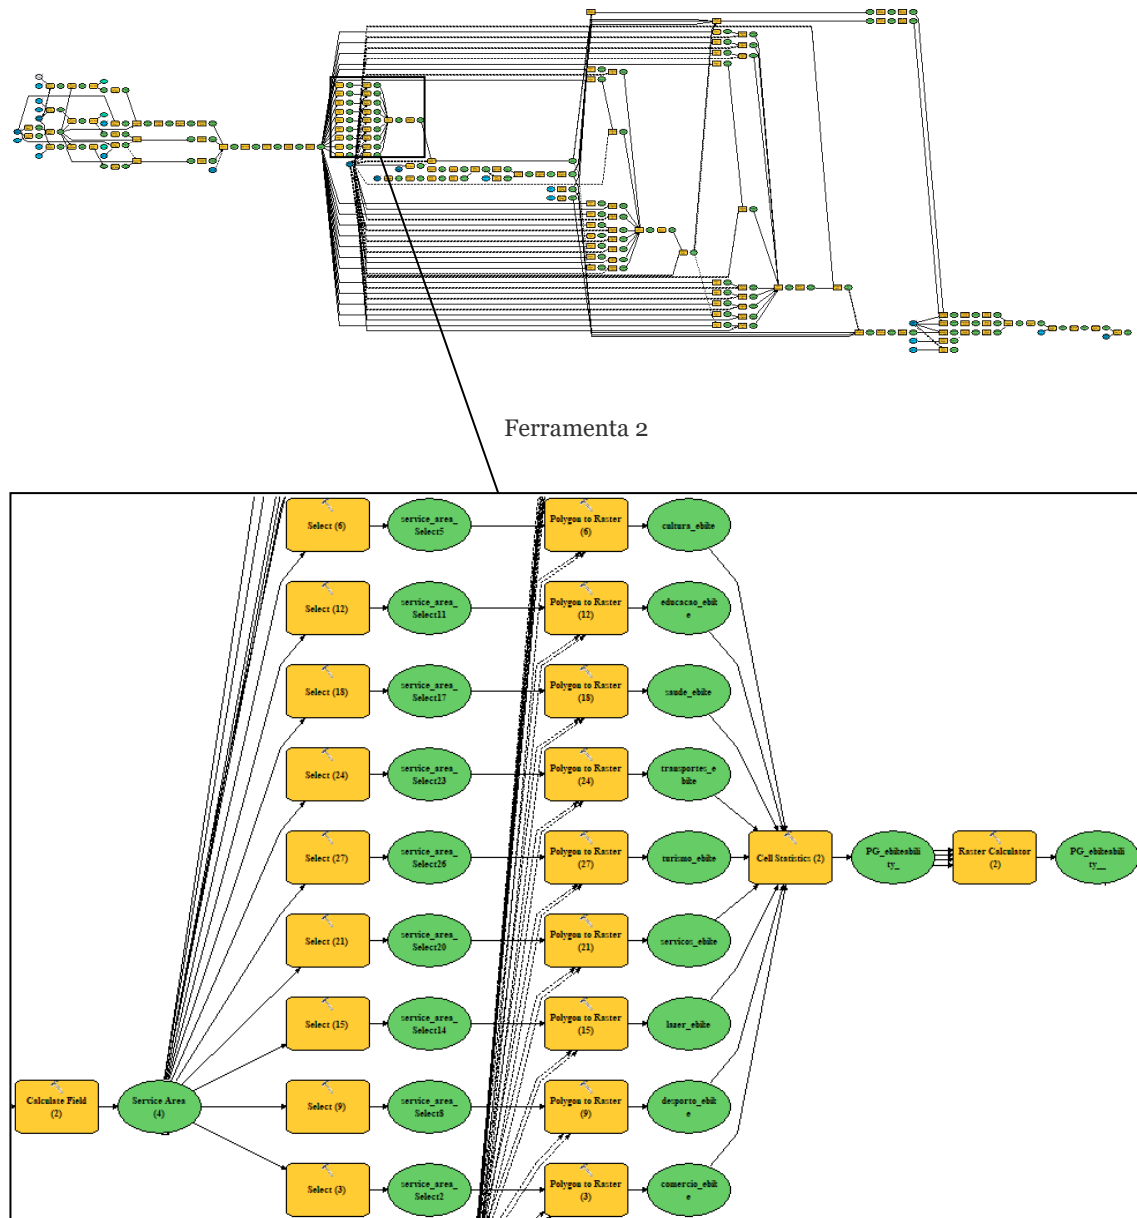 Ferramenta 2
Select (6)
service_area_
Select5
Polygon to Raster
(6)
cultura_ebike
Select (12)
service_area_
Select11
Polygon to Raster
(12)
educacao_ebik
e
Select (18)
service_area_
Select17
Polygon to Raster
(18)
saude_ebike
Select (24)
service_area_
Select23
Polygon to Raster
(24)
transportes_e
bike
Select (27)
service_area_
Select26
Polygon to Raster
(27)
turismo_ebike
Cell Statistics (2)
PG_ebikeabili
ty_
Raster Calculator
(2)
PG_ebikeabili
ty__
Select (21)
service_area_
Select20
Polygon to Raster
(21)
servicos_ebike
Select (15)
service_area_
Select14
Polygon to Raster
(15)
lazer_ebike
Calculate Field
(2)
Service Area
(4)
Select (9)
service_area_
Select8
Polygon to Raster
(9)
desporto_ebik
e
Select (3)
service_area_
Select2
Polygon to Raster
(3)
comercio_ebik
e